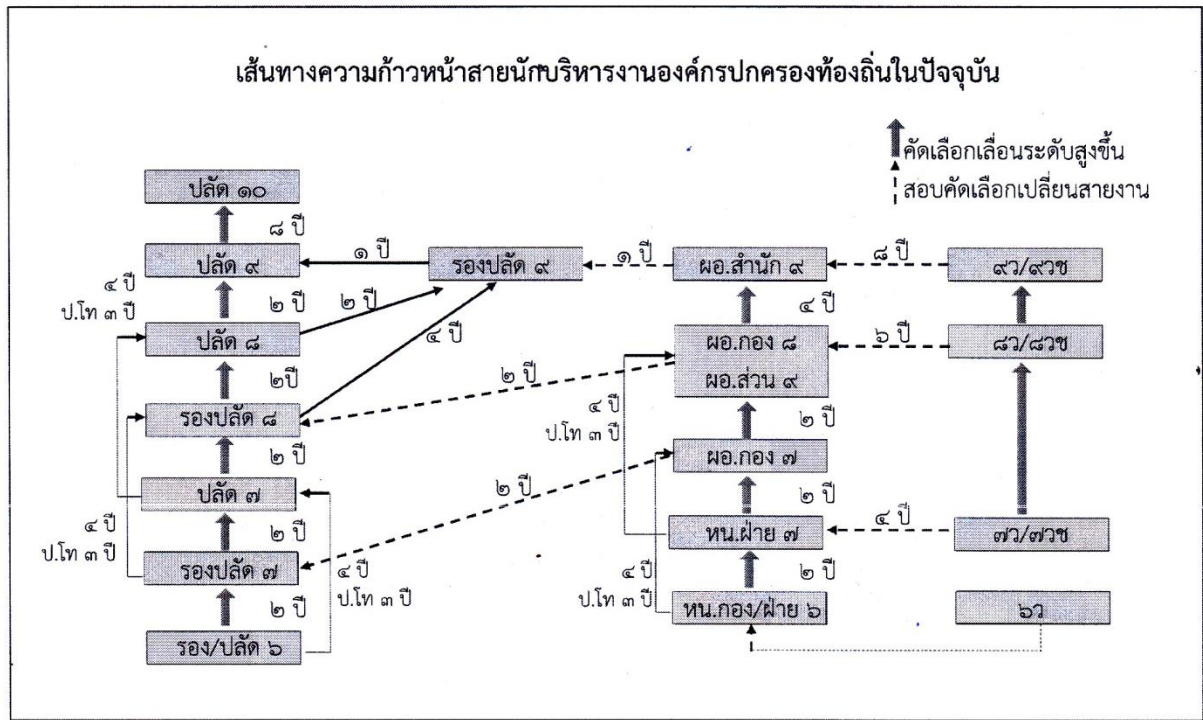 เส้นทางความก้าวหน้าสายนักบริหารงานองค์กรปกครองท้องถิ่นในปัจจุบัน
คัดเลือกเลื่อนระดับสูงขึ้น
สอบคัดเลือกเปลี่ยนสายงาน
ปลัด ๑๐
๘ ปี
ปลัด ๙
๑ ปี
รองปลัด ๙
๑ ปี
ผอ.สำนัก ๙
๘ ปี
๙ว/๙วช
๔ ปี
ป.โท ๓ ปี
๒ ปี
๒ ปี
๔ ปี
๔ ปี
ปลัด ๘
ผอ.กอง ๘
ผอ.ส่วน ๙
๖ ปี
๘ว/๘วช
๒ปี
๒ ปี
รองปลัด ๘
๔ ปี
ป.โท ๓ ปี
๒ ปี
๒ ปี
ผอ.กอง ๗
ปลัด ๗
๒ ปี
๒ ปี
๔ ปี
ป.โท ๓ ปี
๒ ปี
หน.ฝ่าย ๗
๔ ปี
๗ว/๗วช
รองปลัด ๗
๔ ปี
ป.โท ๓ ปี
๔ ปี
ป.โท ๓ ปี
๒ ปี
๒ ปี
หน.กอง/ฝ่าย ๖
๖ว
รอง/ปลัด ๖